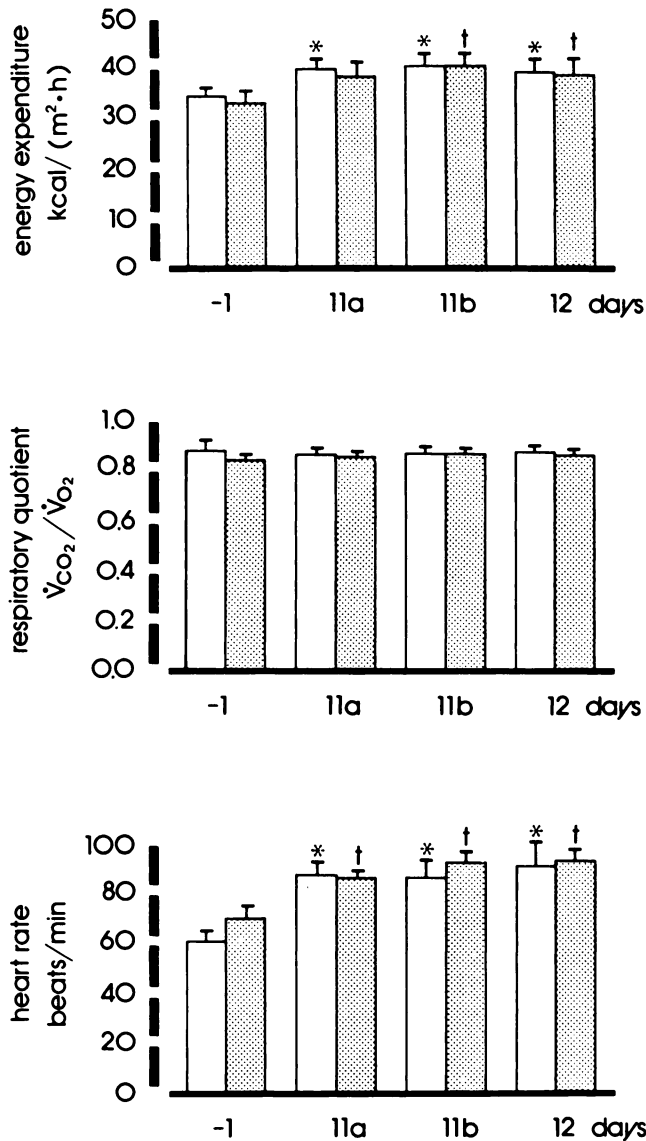 energy expenditure
kcal/(m²·h)
50
40
30
20
10
0
* * † * †
-1 11a 11b 12 days
respiratory quotient
V̇CO₂/V̇O₂
1.0
0.8
0.6
0.4
0.2
0.0
-1 11a 11b 12 days
heart rate
beats/min
100
80
60
40
20
0
* † * † * †
-1 11a 11b 12 days